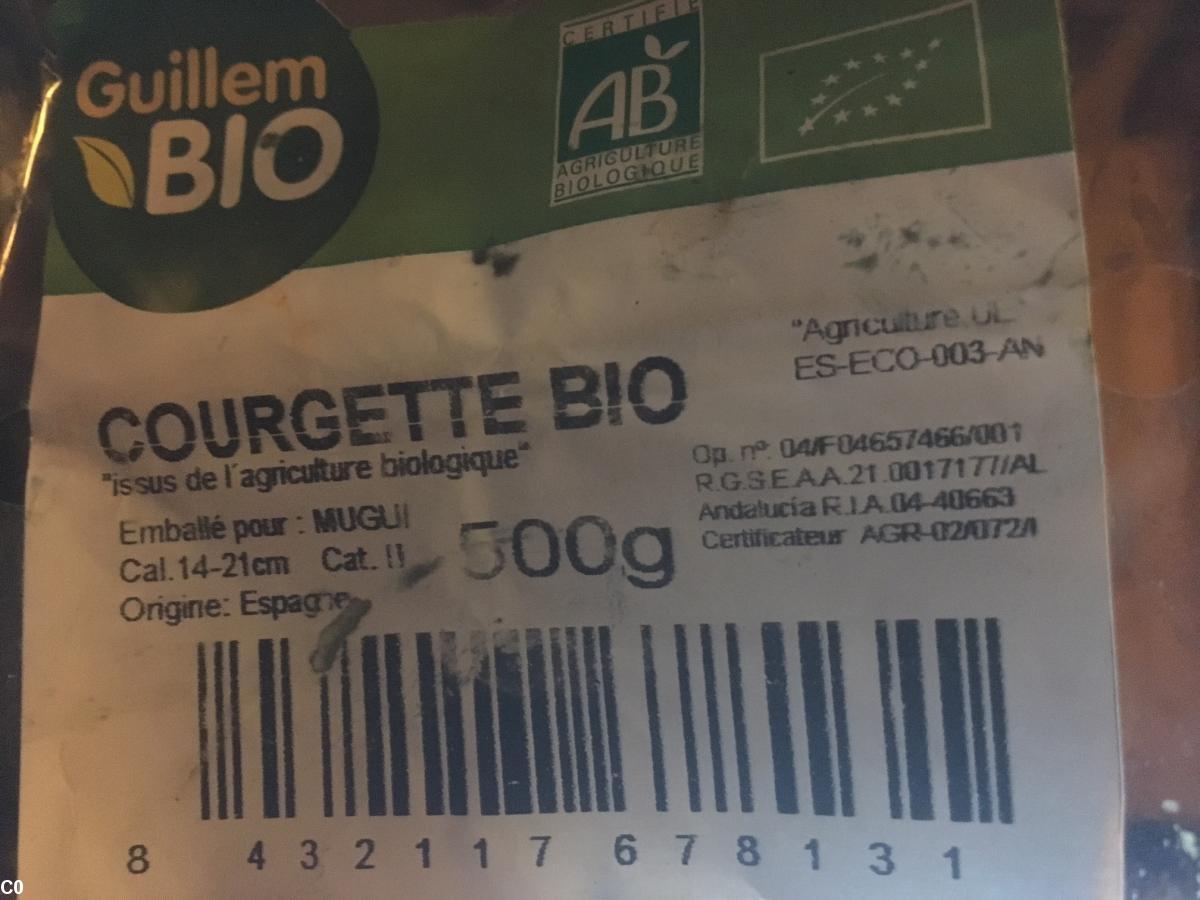 Guillem
BIO
CERTIFIÉ
AB
AGRICULTURE
BIOLOGIQUE
"Agriculture UE"
ES-ECO-003-AN
COURGETTE BIO
"issus de l´agriculture biologique"
Emballé pour : MUGUI
Cal.14-21cm Cat. II
Origine: Espagne
500g
Op. nº: 04/F04657466/001
R.G.S.E.A.A.21.0017177/AL
Andalucía R.I.A.04-40663
Certificateur AGR-02/072/I
8 432117 678131
C0